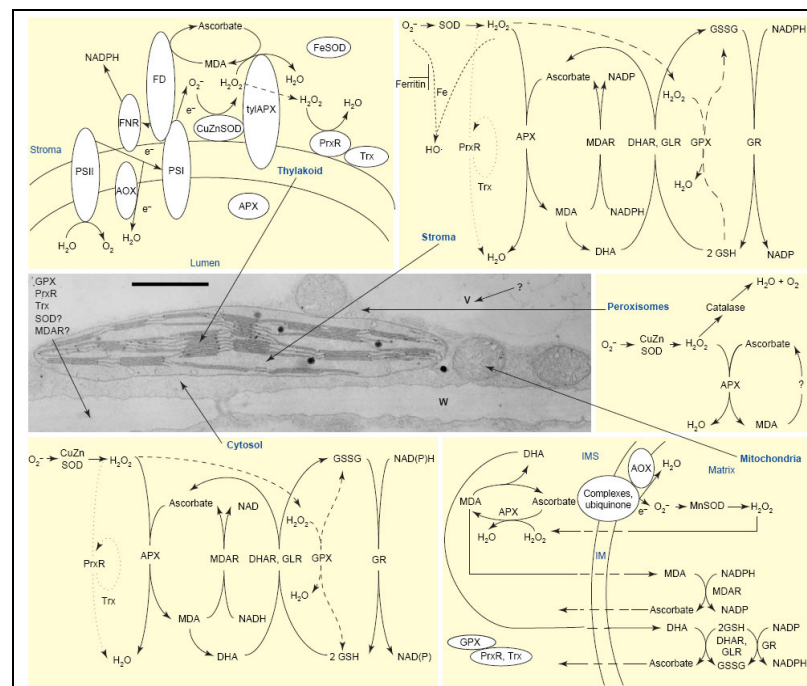 Ascorbate
NADPH
FD
MDA
FeSOD
O₂⁻
H₂O₂
H₂O
FNR
e⁻
tylAPX
H₂O₂
H₂O
CuZnSOD
Stroma
e⁻
PrxR
Trx
PSII
AOX
PSI
Thylakoid
e⁻
APX
H₂O
O₂
H₂O
Lumen
O₂⁻
SOD
H₂O₂
GSSG
NADPH
Ferritin
Fe
Ascorbate
NADP
H₂O₂
HO·
PrxR
APX
MDAR
DHAR, GLR
GPX
GR
Trx
H₂O
MDA
NADPH
DHA
H₂O
2 GSH
NADP
Stroma
GPX
PrxR
Trx
SOD?
MDAR?
V
?
W
Peroxisomes
H₂O + O₂
Catalase
O₂⁻
CuZn
SOD
H₂O₂
Ascorbate
APX
?
H₂O
MDA
Cytosol
Mitochondria
O₂⁻
CuZn
SOD
H₂O₂
GSSG
NAD(P)H
Ascorbate
NAD
H₂O₂
PrxR
APX
MDAR
DHAR, GLR
GPX
GR
Trx
H₂O
MDA
NADH
DHA
H₂O
2 GSH
NAD(P)
DHA
IMS
AOX
H₂O
Matrix
MDA
Ascorbate
Complexes,
ubiquinone
APX
e⁻
O₂⁻
MnSOD
H₂O₂
H₂O
H₂O₂
IM
MDA
NADPH
MDAR
Ascorbate
NADP
DHA
2GSH
NADP
DHAR,
GLR
GR
GPX
PrxR, Trx
Ascorbate
GSSG
NADPH